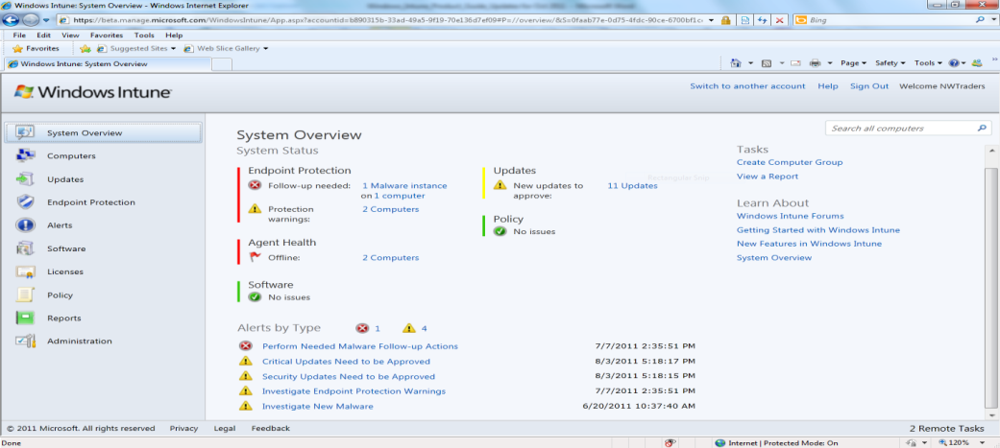 Windows Intune: System Overview - Windows Internet Explorer
https://beta.manage.microsoft.com/WindowsIntune/App.aspx?accountid=b890315b-33ad-49a5-9f19-70e136d7ef09#P=//overview/&S=0faab77e-0d75-4fdc-90ce-6700bf1c
Bing
File Edit View Favorites Tools Help
Favorites Suggested Sites Web Slice Gallery
Windows Intune: System Overview
Page Safety Tools
Windows Intune
Switch to another account Help Sign Out Welcome NWTraders
System Overview
Computers
Updates
Endpoint Protection
Alerts
Software
Licenses
Policy
Reports
Administration
System Overview
Search all computers
System Status
Endpoint Protection
Follow-up needed: 1 Malware instance
on 1 computer
Protection 2 Computers
warnings:
Agent Health
Offline: 2 Computers
Software
No issues
Updates
New updates to 11 Updates
approve:
Policy
No issues
Tasks
Create Computer Group
View a Report
Learn About
Windows Intune Forums
Getting Started with Windows Intune
New Features in Windows Intune
System Overview
Alerts by Type 1 4
Perform Needed Malware Follow-up Actions 7/7/2011 2:35:51 PM
Critical Updates Need to be Approved 8/3/2011 5:18:17 PM
Security Updates Need to be Approved 8/3/2011 5:18:15 PM
Investigate Endpoint Protection Warnings 7/7/2011 2:35:51 PM
Investigate New Malware 6/20/2011 10:37:40 AM
© 2011 Microsoft. All rights reserved Privacy Legal Feedback
2 Remote Tasks
Done
Internet | Protected Mode: On
120%